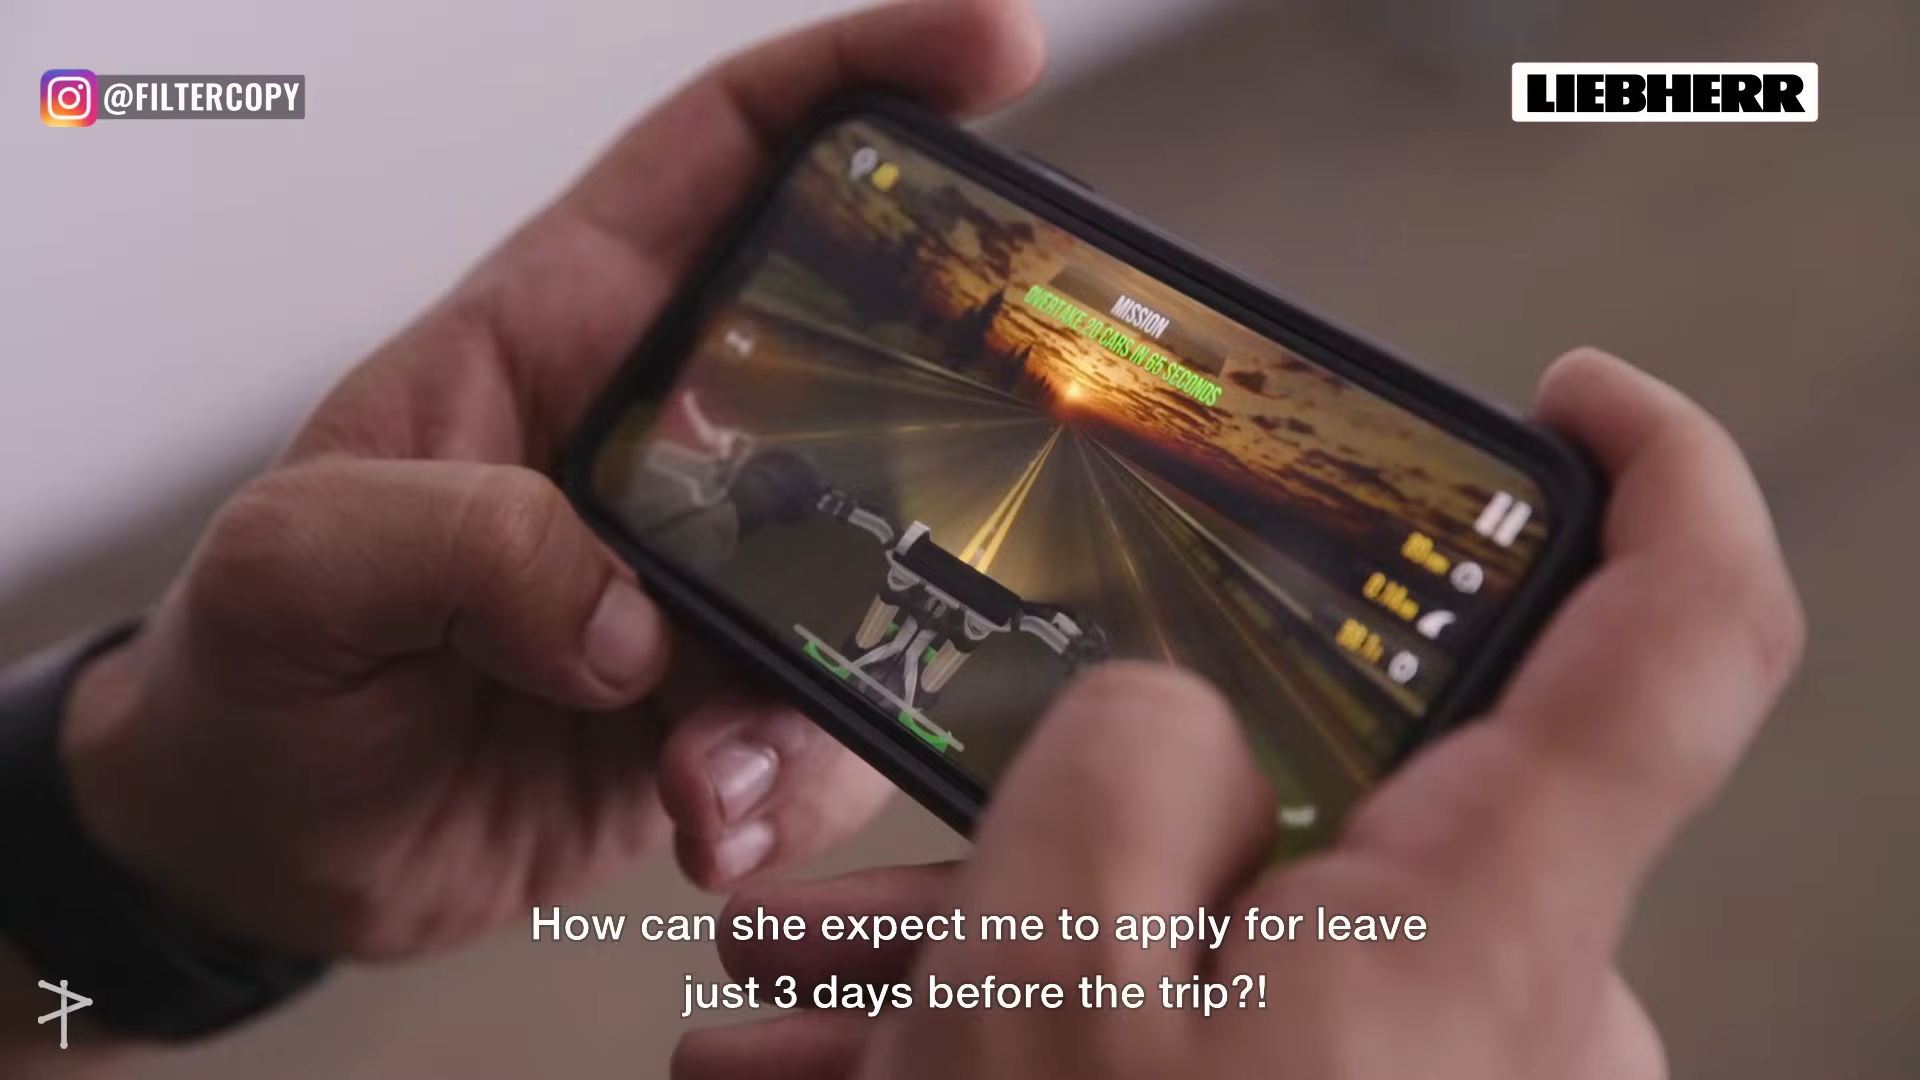 @FILTERCOPY
LIEBHERR
MISSION
OVERTAKE 20 CARS IN 65 SECONDS
How can she expect me to apply for leave
just 3 days before the trip?!